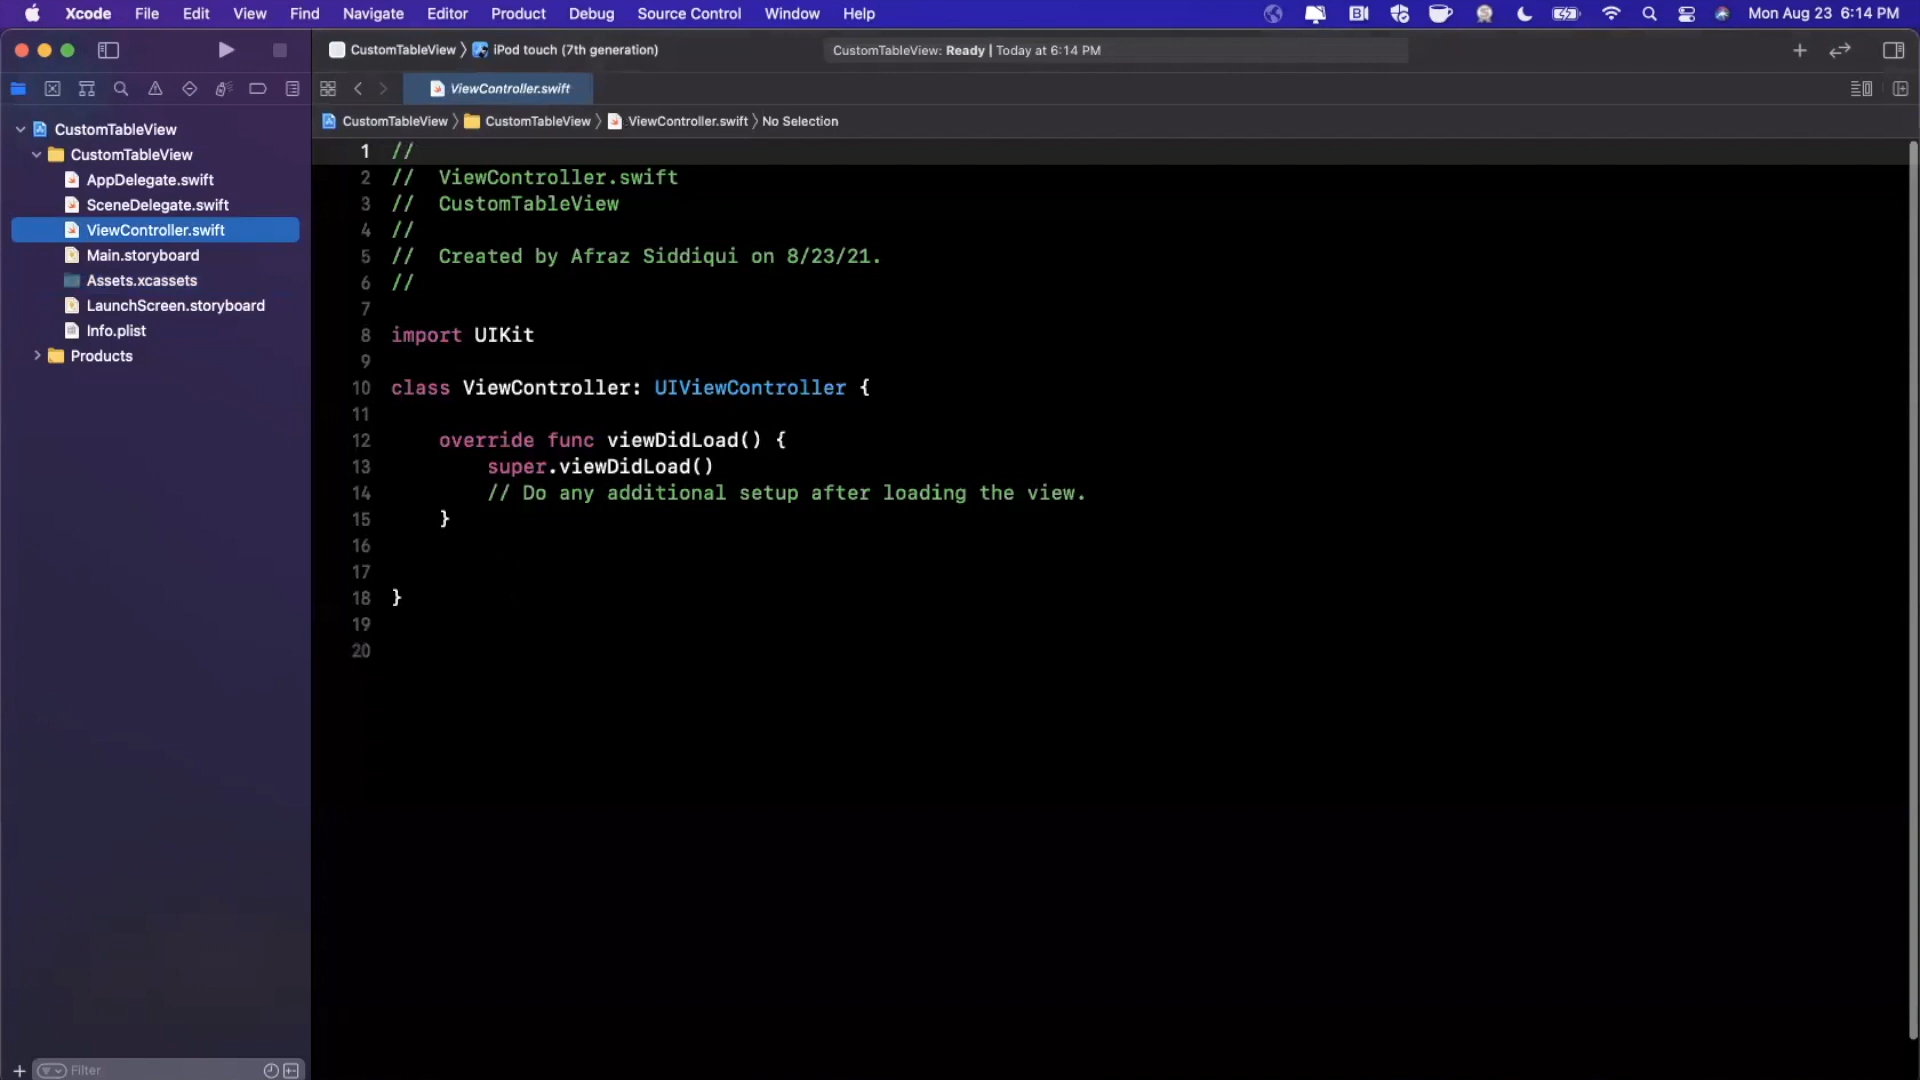 Xcode File Edit View Find Navigate Editor Product Debug Source Control Window Help Mon Aug 23 6:14 PM
CustomTableView iPod touch (7th generation) CustomTableView: Ready | Today at 6:14 PM
ViewController.swift
CustomTableView CustomTableView ViewController.swift No Selection
CustomTableView
CustomTableView
AppDelegate.swift
SceneDelegate.swift
ViewController.swift
Main.storyboard
Assets.xcassets
LaunchScreen.storyboard
Info.plist
Products
Filter
1 //
2 //  ViewController.swift
3 //  CustomTableView
4 //
5 //  Created by Afraz Siddiqui on 8/23/21.
6 //
7
8 import UIKit
9
10 class ViewController: UIViewController {
11
12     override func viewDidLoad() {
13         super.viewDidLoad()
14         // Do any additional setup after loading the view.
15     }
16
17
18 }
19
20